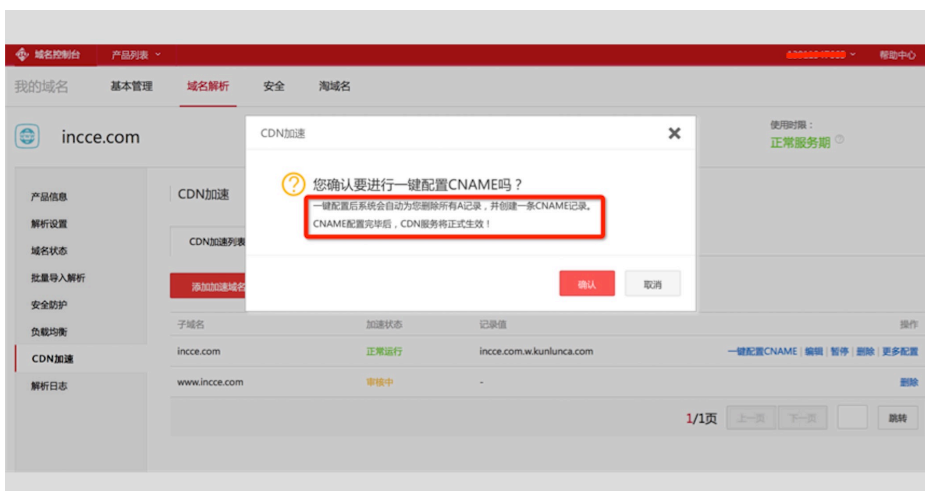 域名控制台 产品列表 帮助中心
我的域名 基本管理 域名解析 安全 淘域名
incce.com
使用时限：
正常服务期
CDN加速
您确认要进行一键配置CNAME吗？
一键配置后系统会自动为您删除所有A记录，并创建一条CNAME记录。
CNAME配置完毕后，CDN服务将正式生效！
确认 取消
产品信息
解析设置
域名状态
批量导入解析
安全防护
负载均衡
CDN加速
解析日志
CDN加速
CDN加速列表
添加加速域名
子域名 加速状态 记录值 操作
incce.com 正常运行 incce.com.w.kunlunca.com 一键配置CNAME 编辑 暂停 删除 更多配置
www.incce.com 审核中 - 删除
1/1页 上一页 下一页 跳转